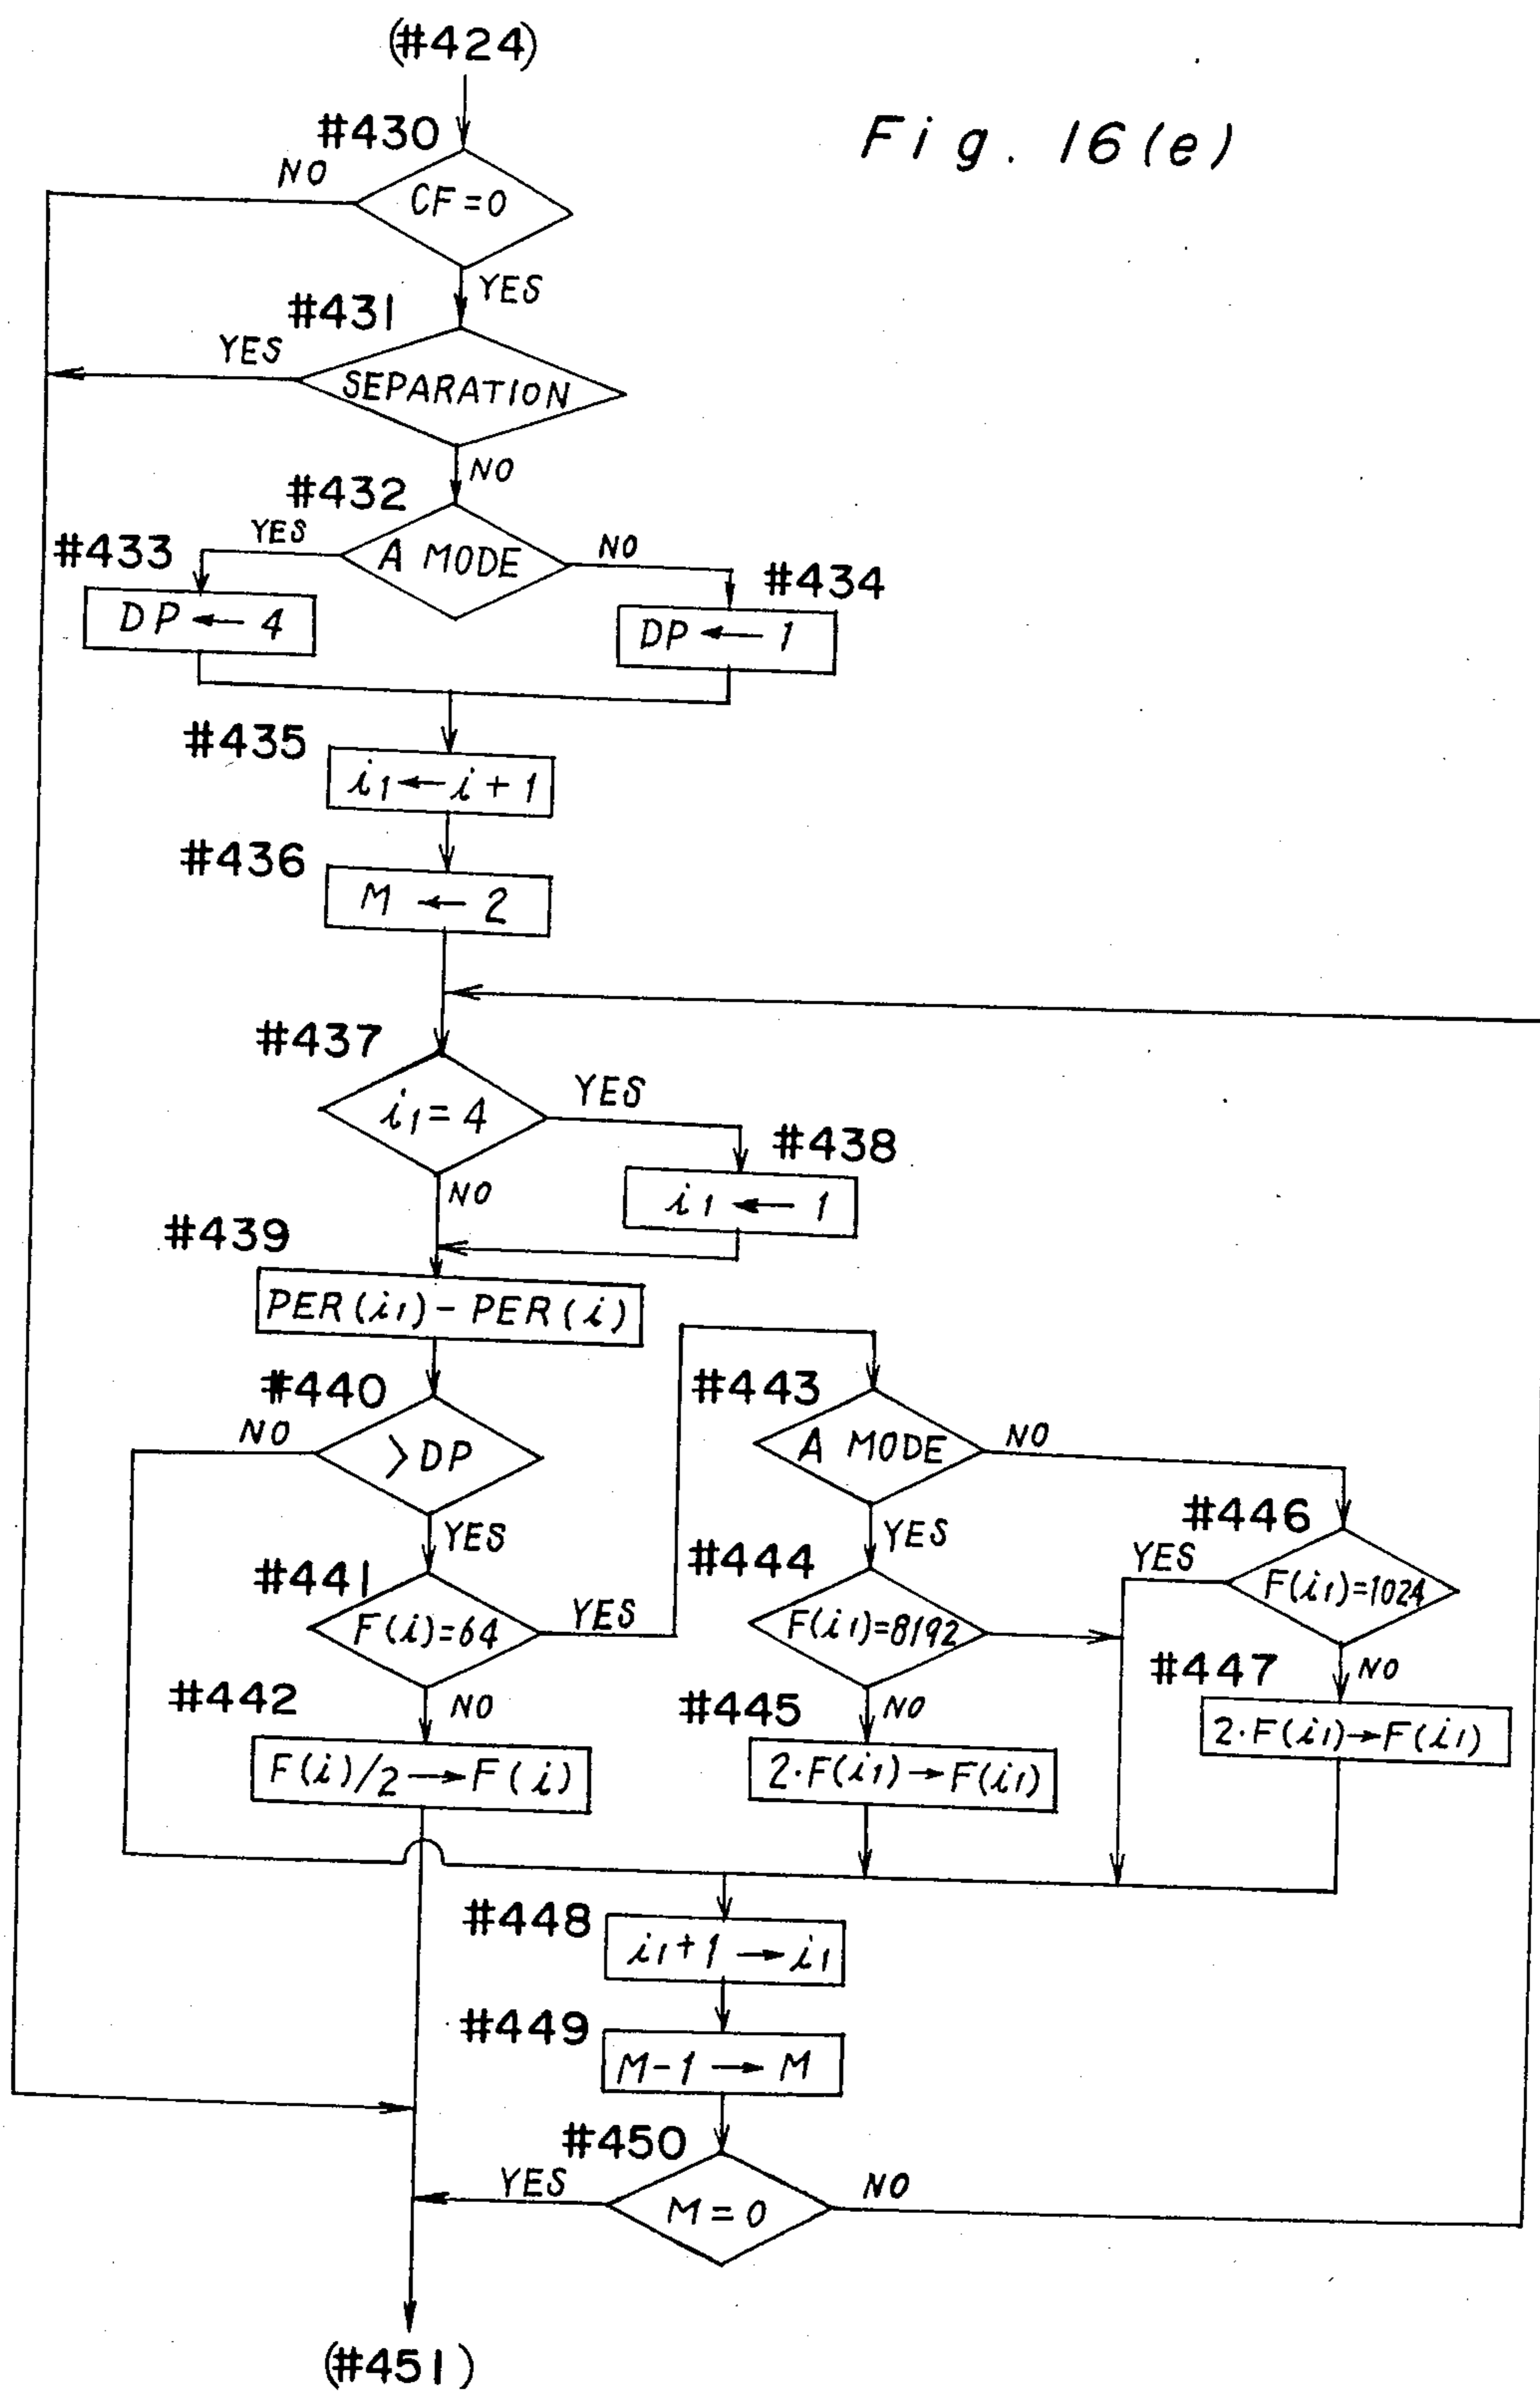 (#424)
Fig. 16(e)
#430
NO
CF=0
YES
#431
YES
SEPARATION
NO
#432
YES
A MODE
NO
#433
DP ← 4
#434
DP ← 1
#435
i1 ← i + 1
#436
M ← 2
#437
i1 = 4
YES
#438
NO
i1 ← 1
#439
PER(i1) - PER(i)
#440
NO
>DP
YES
#441
F(i)=64
YES
#442
NO
F(i)/2 → F(i)
#443
A MODE
NO
YES
#444
F(i1)=8192
#445
NO
2·F(i1) → F(i1)
#446
YES
F(i1)=1024
#447
NO
2·F(i1) → F(i1)
#448
i1+1 → i1
#449
M-1 → M
#450
YES
M = 0
NO
(#451)